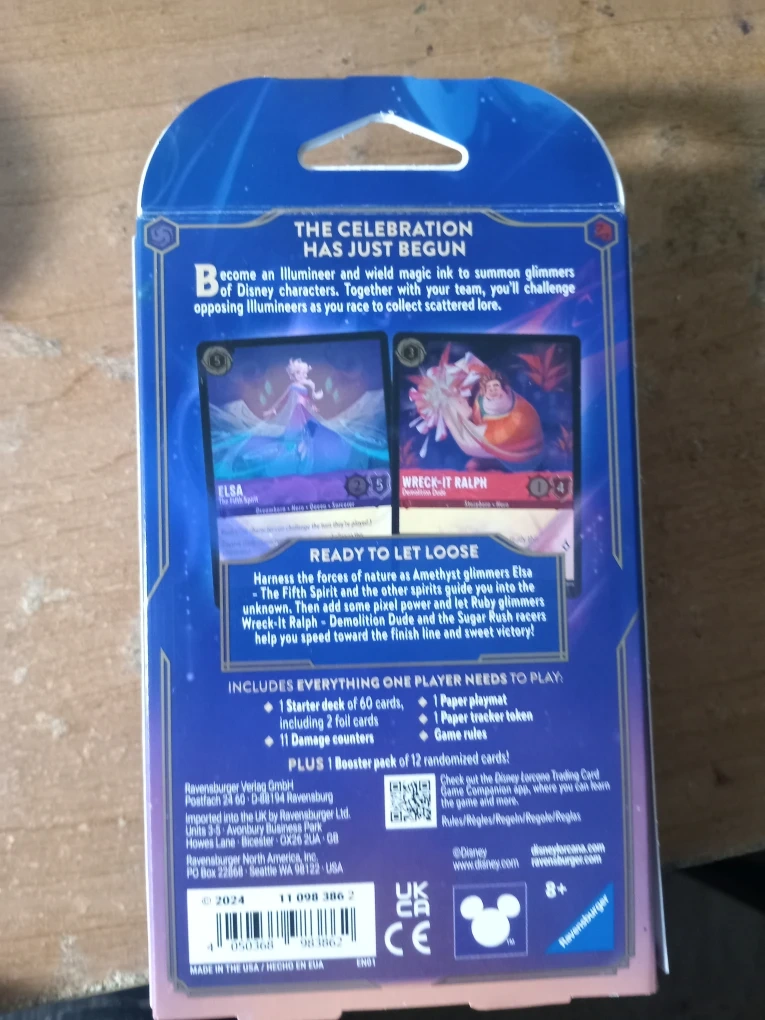 THE CELEBRATION
HAS JUST BEGUN
Become an Illumineer and wield magic ink to summon glimmers
of Disney characters. Together with your team, you'll challenge
opposing Illumineers as you race to collect scattered lore.
5
3
ELSA
The Fifth Spirit
2 5
Dreamborn • Hero • Queen • Sorcerer
WRECK-IT RALPH
Demolition Dude
1 4
Storyborn • Hero
READY TO LET LOOSE
Harness the forces of nature as Amethyst glimmers Elsa
- The Fifth Spirit and the other spirits guide you into the
unknown. Then add some pixel power and let Ruby glimmers
Wreck-It Ralph - Demolition Dude and the Sugar Rush racers
help you speed toward the finish line and sweet victory!
INCLUDES EVERYTHING ONE PLAYER NEEDS TO PLAY:
◆ 1 Starter deck of 60 cards,
including 2 foil cards
◆ 11 Damage counters
◆ 1 Paper playmat
◆ 1 Paper tracker token
◆ Game rules
PLUS 1 Booster pack of 12 randomized cards!
Ravensburger Verlag GmbH
Postfach 24 60 · D-88194 Ravensburg
Imported into the UK by Ravensburger Ltd.
Units 3-5 · Avonbury Business Park
Howes Lane · Bicester · OX26 2UA · GB
Ravensburger North America, Inc.
PO Box 22868 · Seattle WA 98122 · USA
Check out the Disney Lorcana Trading Card
Game Companion app, where you can learn
the game and more.
Rules/Règles/Regeln/Regole/Reglas
©Disney
www.disney.com
disneylorcana.com
ravensburger.com
© 2024 11 098 386 2
4 050368 983862
MADE IN THE USA / HECHO EN EUA EN01
UK
CA
CE
TM
8+
Ravensburger